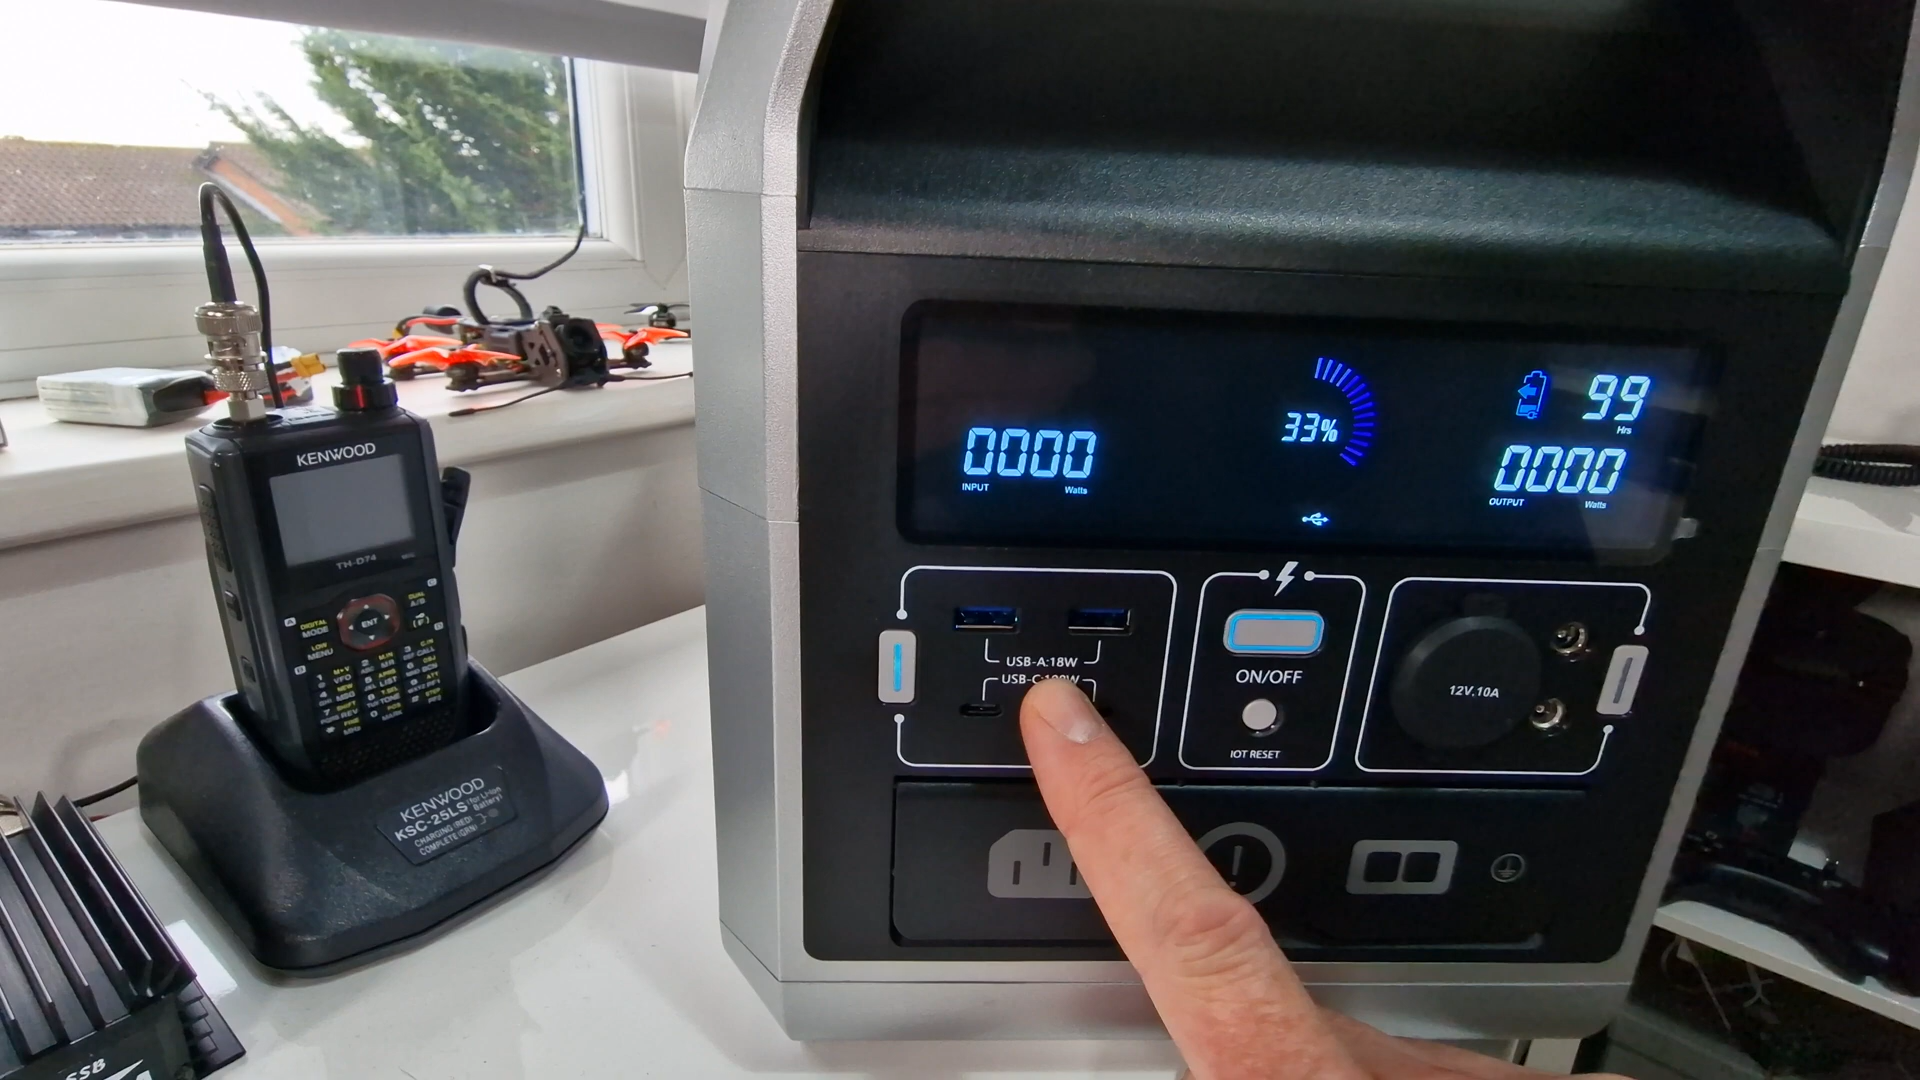 KENWOOD
TH-D74
DIGITAL
MODE
DUAL
A/B
ENT
(F)
LOW
MENU
KENWOOD
KSC-25LS (for Li-ion
Battery)
CHARGING (RED)
COMPLETE (GRN)
SSB
0000
INPUT
Watts
33%
99
Hrs
0000
OUTPUT
Watts
USB-A:18W
USB-C:100W
ON/OFF
IOT RESET
12V,10A